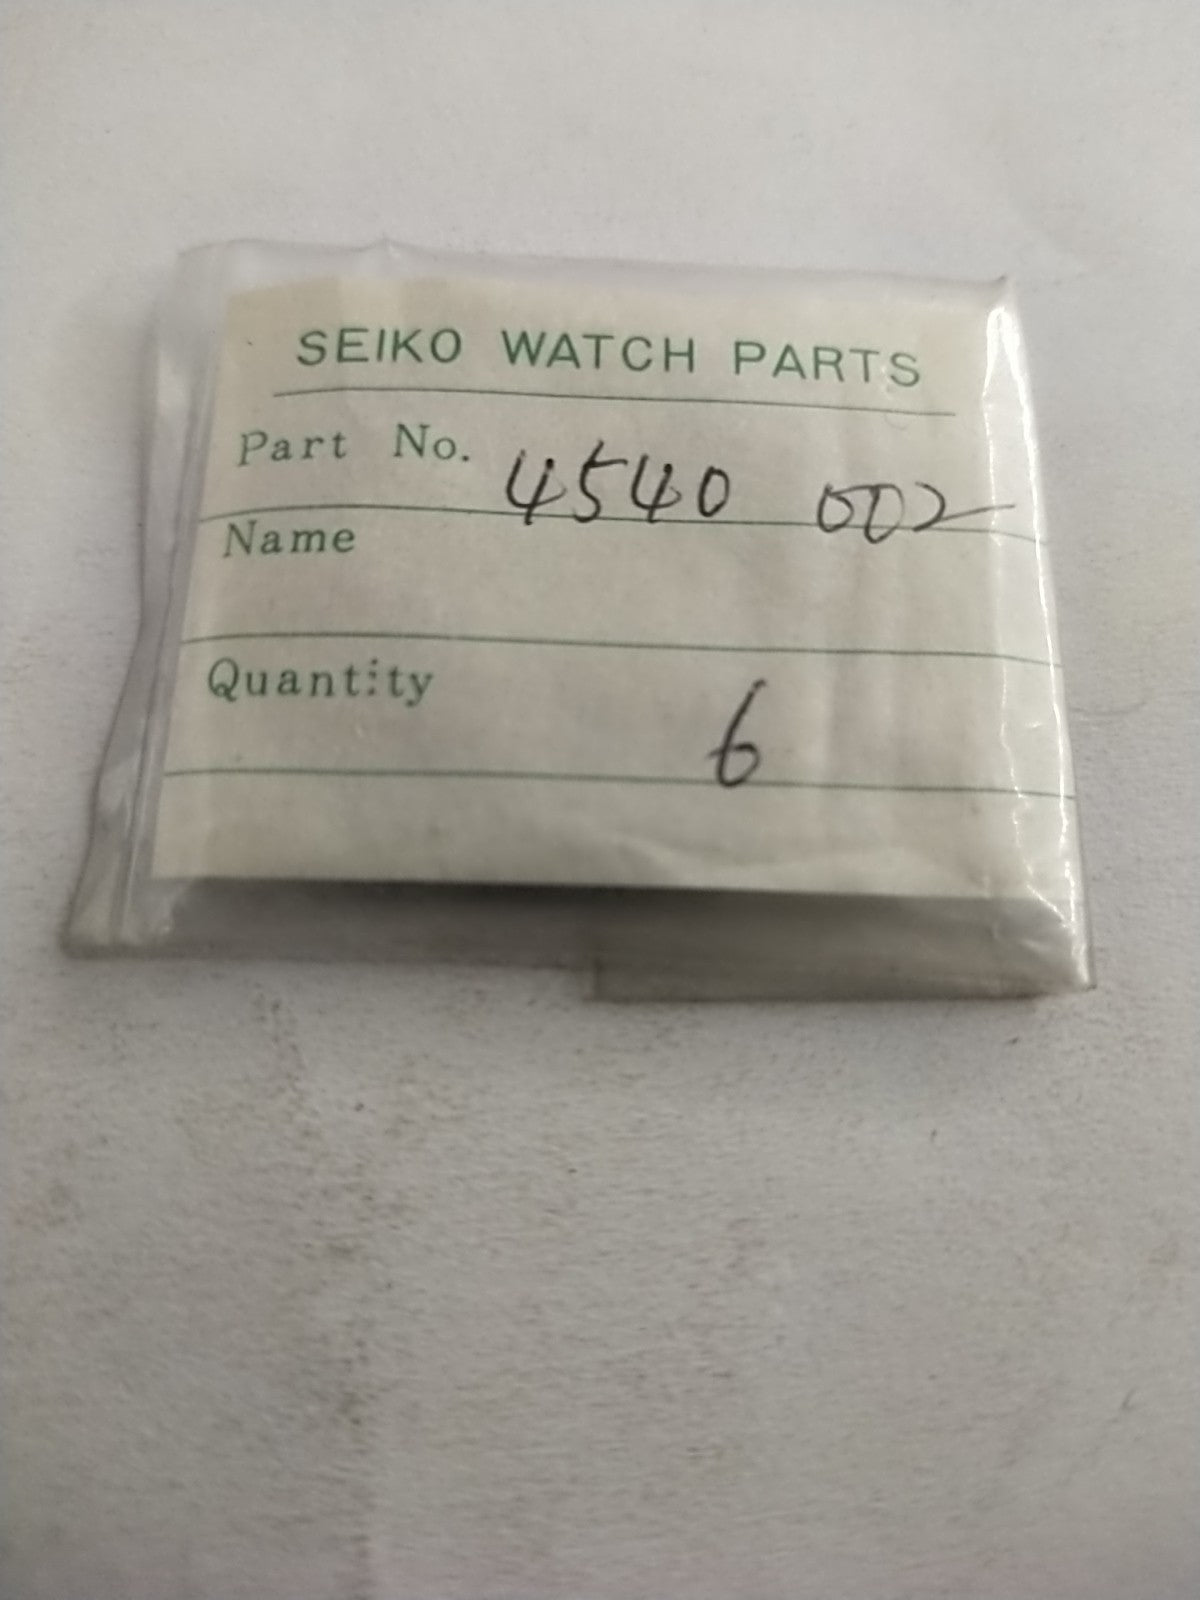 SEIKO WATCH PARTS
Part No. 4540 002
Name
Quantity 6